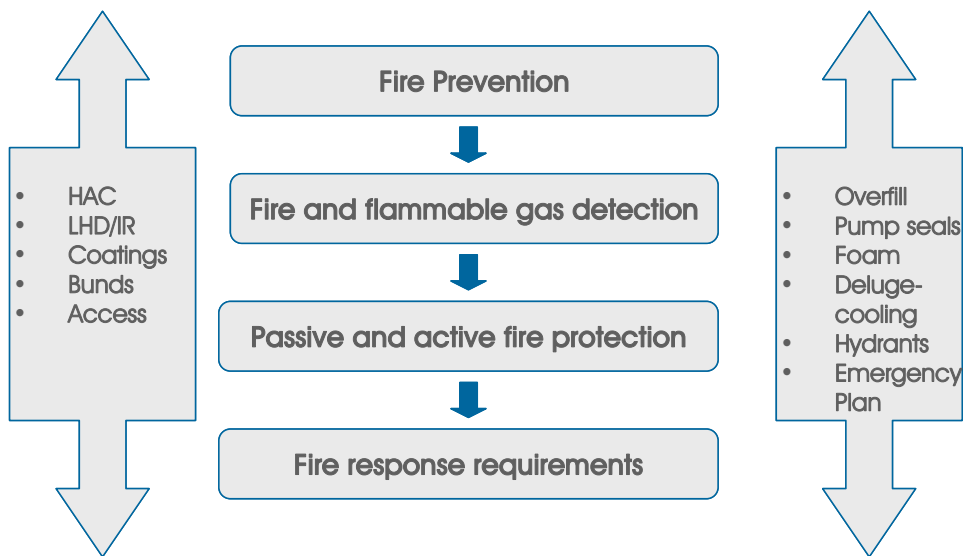 Fire Prevention
Fire and flammable gas detection
Passive and active fire protection
Fire response requirements
• HAC
• LHD/IR
• Coatings
• Bunds
• Access
• Overfill
• Pump seals
• Foam
• Deluge-
cooling
• Hydrants
• Emergency
Plan